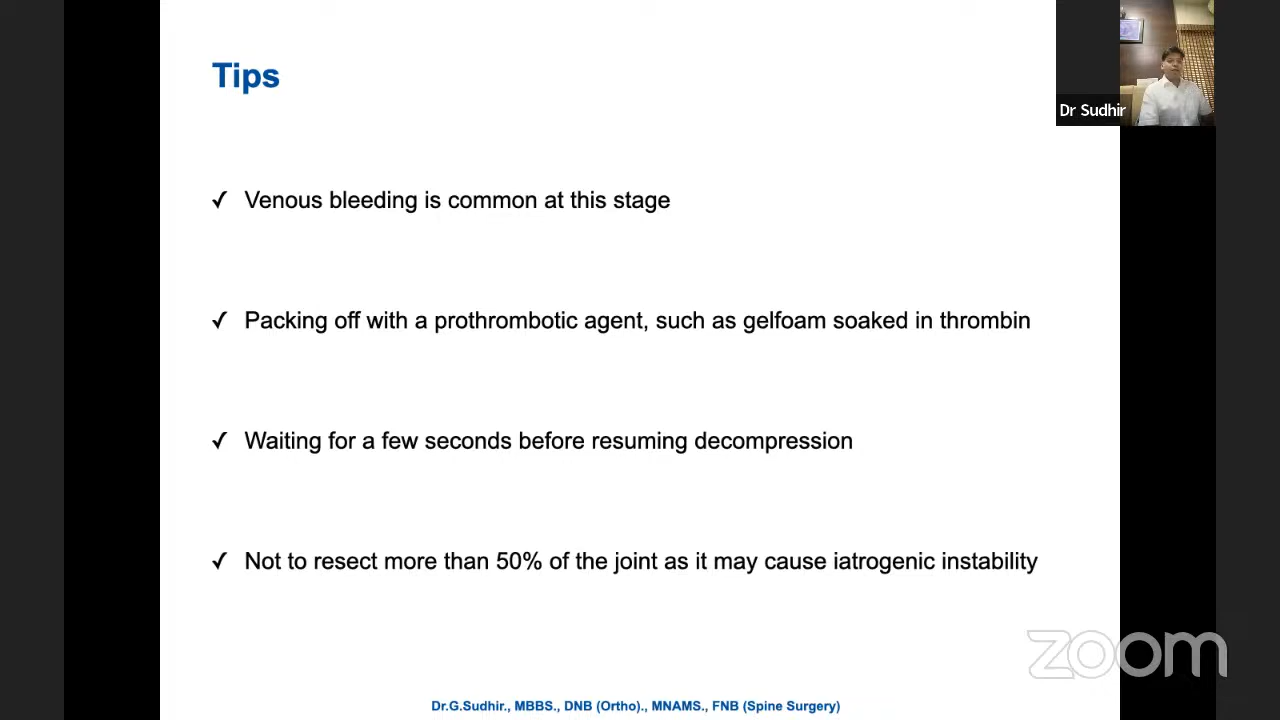 Tips
Dr Sudhir
✓ Venous bleeding is common at this stage
✓ Packing off with a prothrombotic agent, such as gelfoam soaked in thrombin
✓ Waiting for a few seconds before resuming decompression
✓ Not to resect more than 50% of the joint as it may cause iatrogenic instability
zoom
Dr.G.Sudhir., MBBS., DNB (Ortho)., MNAMS., FNB (Spine Surgery)